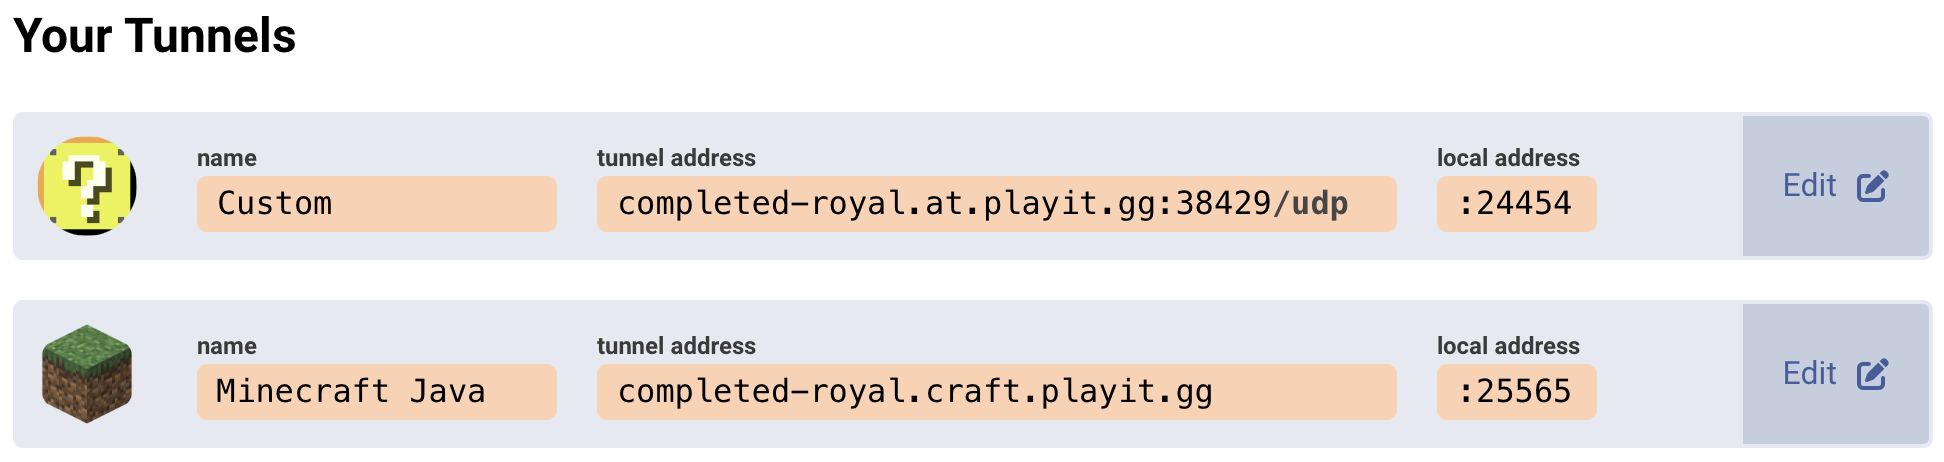 Your Tunnels
name tunnel address local address
Custom completed-royal.at.playit.gg:38429/udp :24454 Edit
name tunnel address local address
Minecraft Java completed-royal.craft.playit.gg :25565 Edit